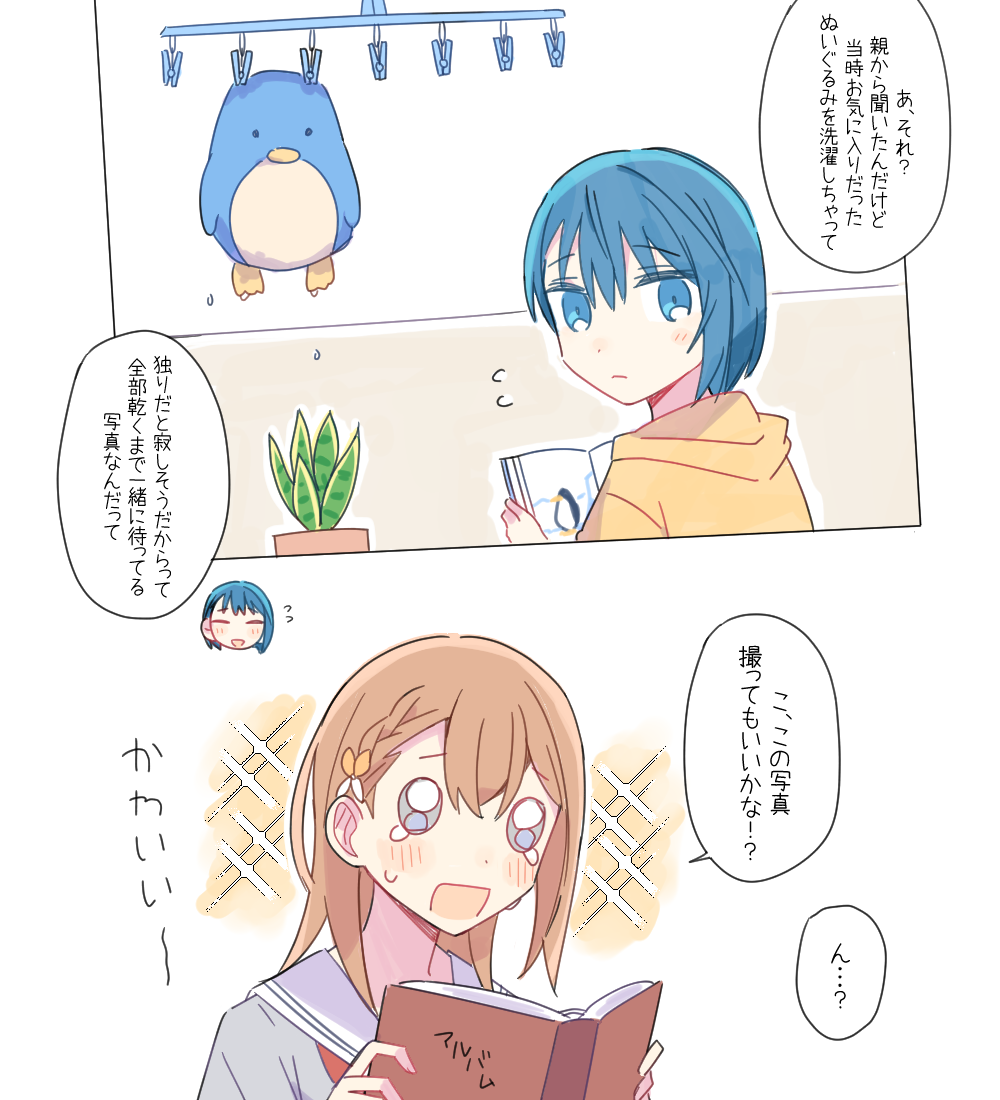 あ、それ？
親から聞いたんだけど
当時お気に入りだった
ぬいぐるみを洗濯しちゃって
独りだと寂しそうだからって
全部乾くまで一緒に待ってる
写真なんだって
こ、この写真
撮ってもいいかな！？
かわいい〜
ん…？
アルバム